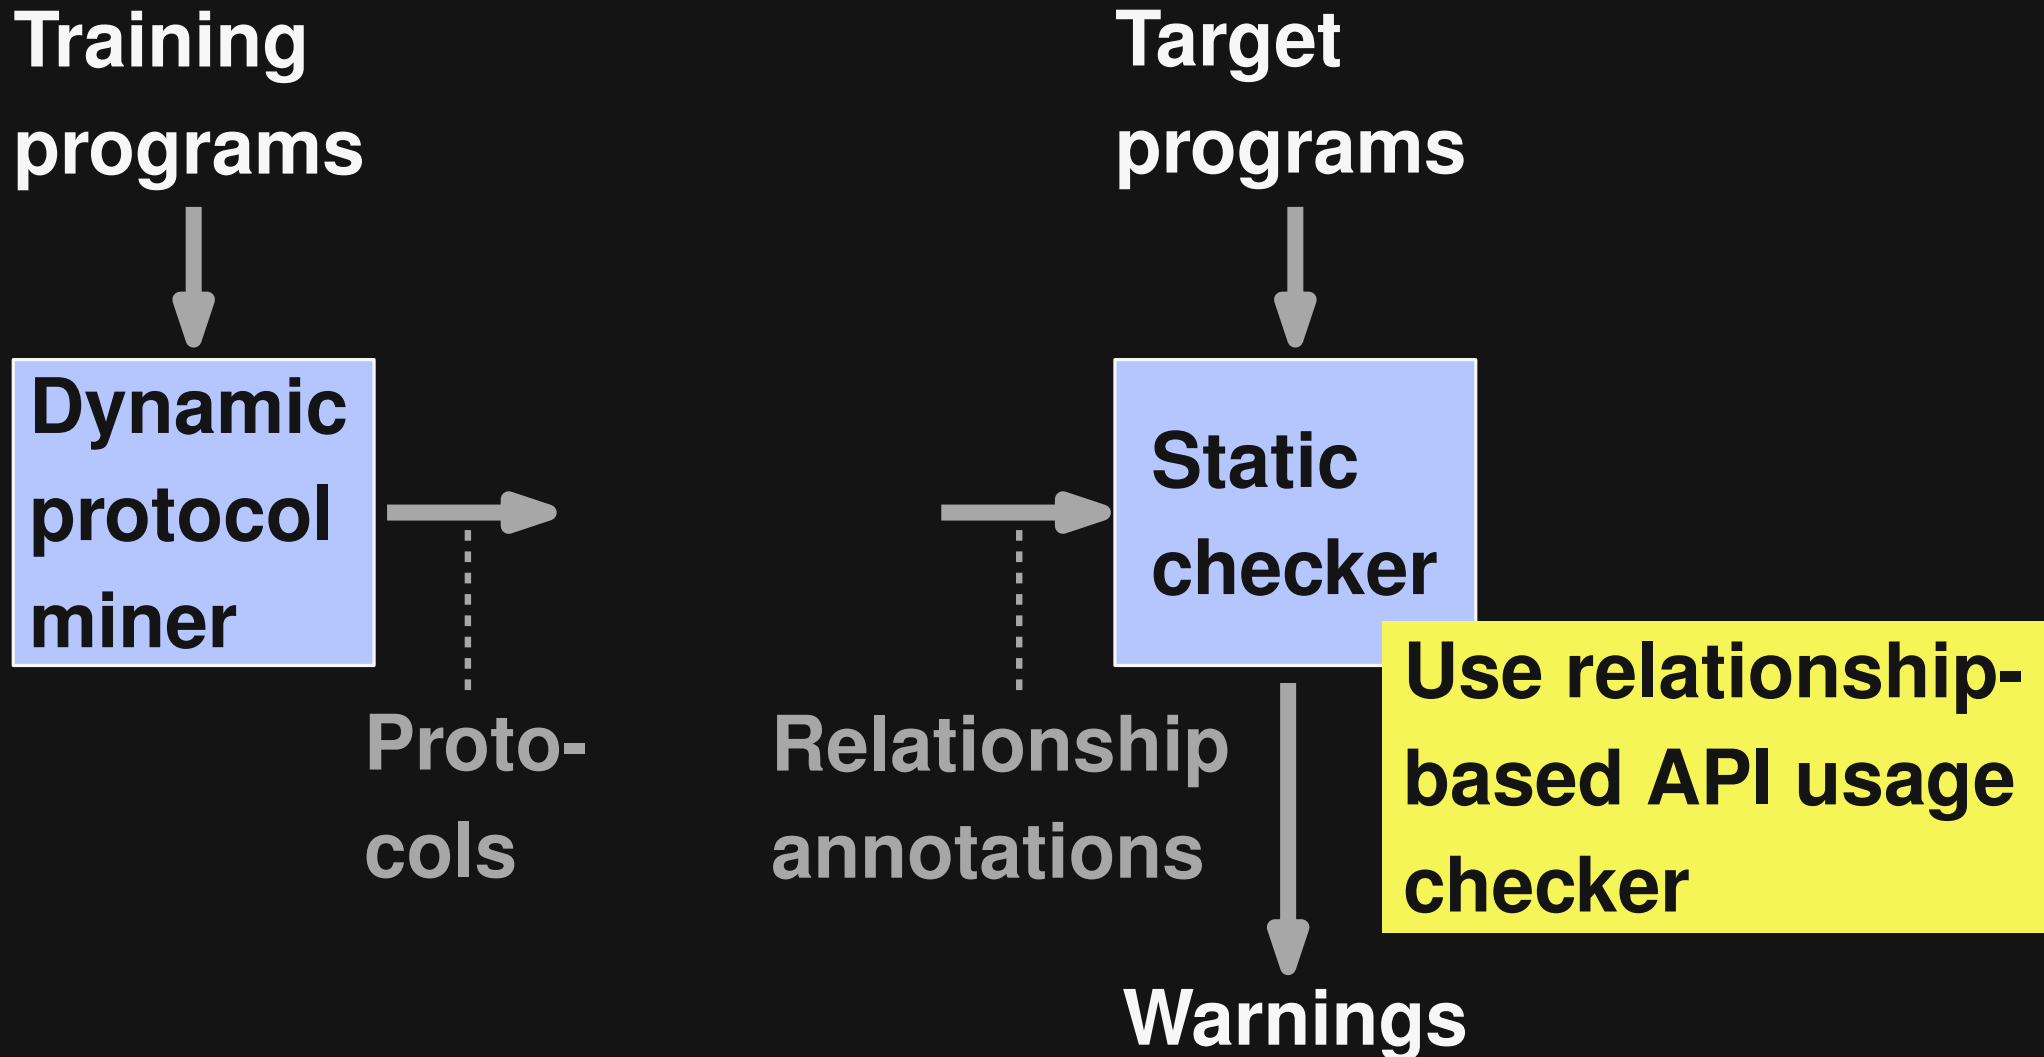 Training
programs
Target
programs
Dynamic
protocol
miner
Static
checker
Proto-
cols
Relationship
annotations
Use relationship-
based API usage
checker
Warnings